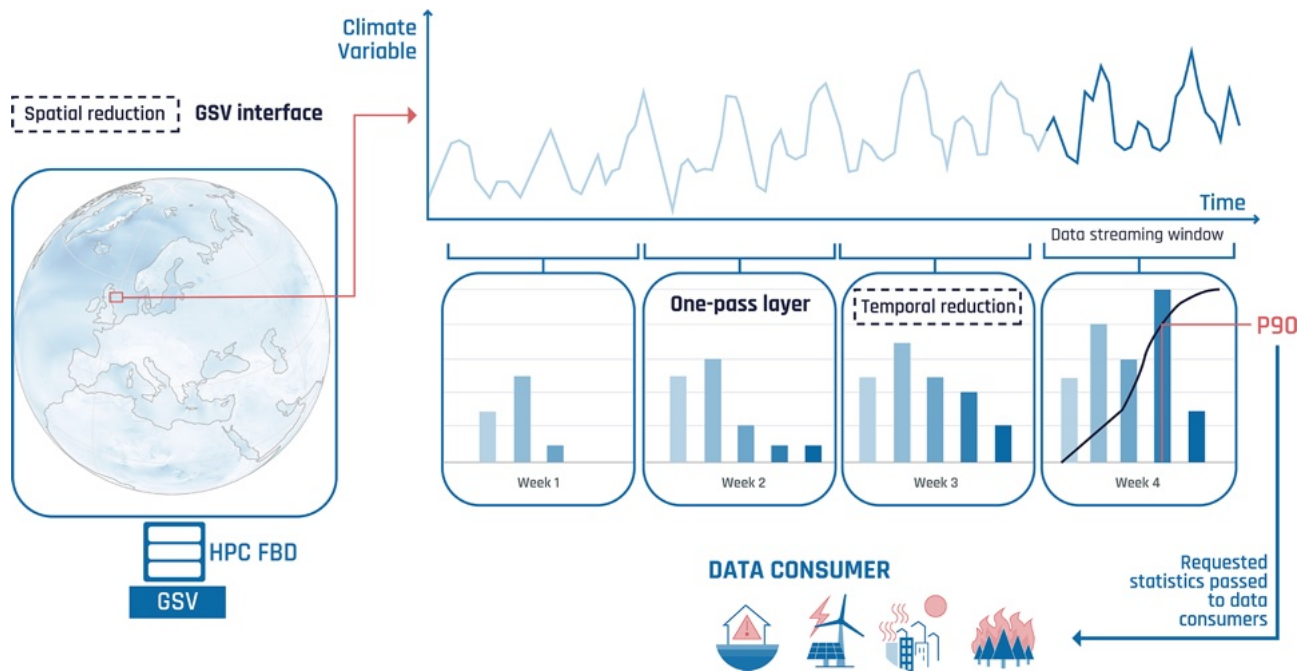 Climate
Variable
Spatial reduction
GSV interface
Time
Data streaming window
One-pass layer
Temporal reduction
P90
Week 1
Week 2
Week 3
Week 4
HPC FBD
GSV
DATA CONSUMER
Requested
statistics passed
to data
consumers